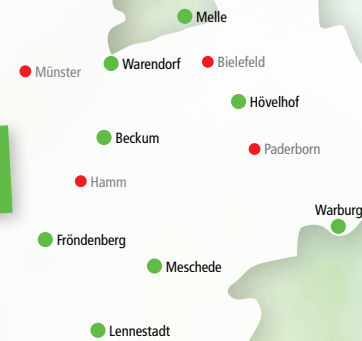 Melle
Warendorf
Bielefeld
Münster
Hövelhof
Beckum
Paderborn
Hamm
Warburg
Fröndenberg
Meschede
Lennestadt